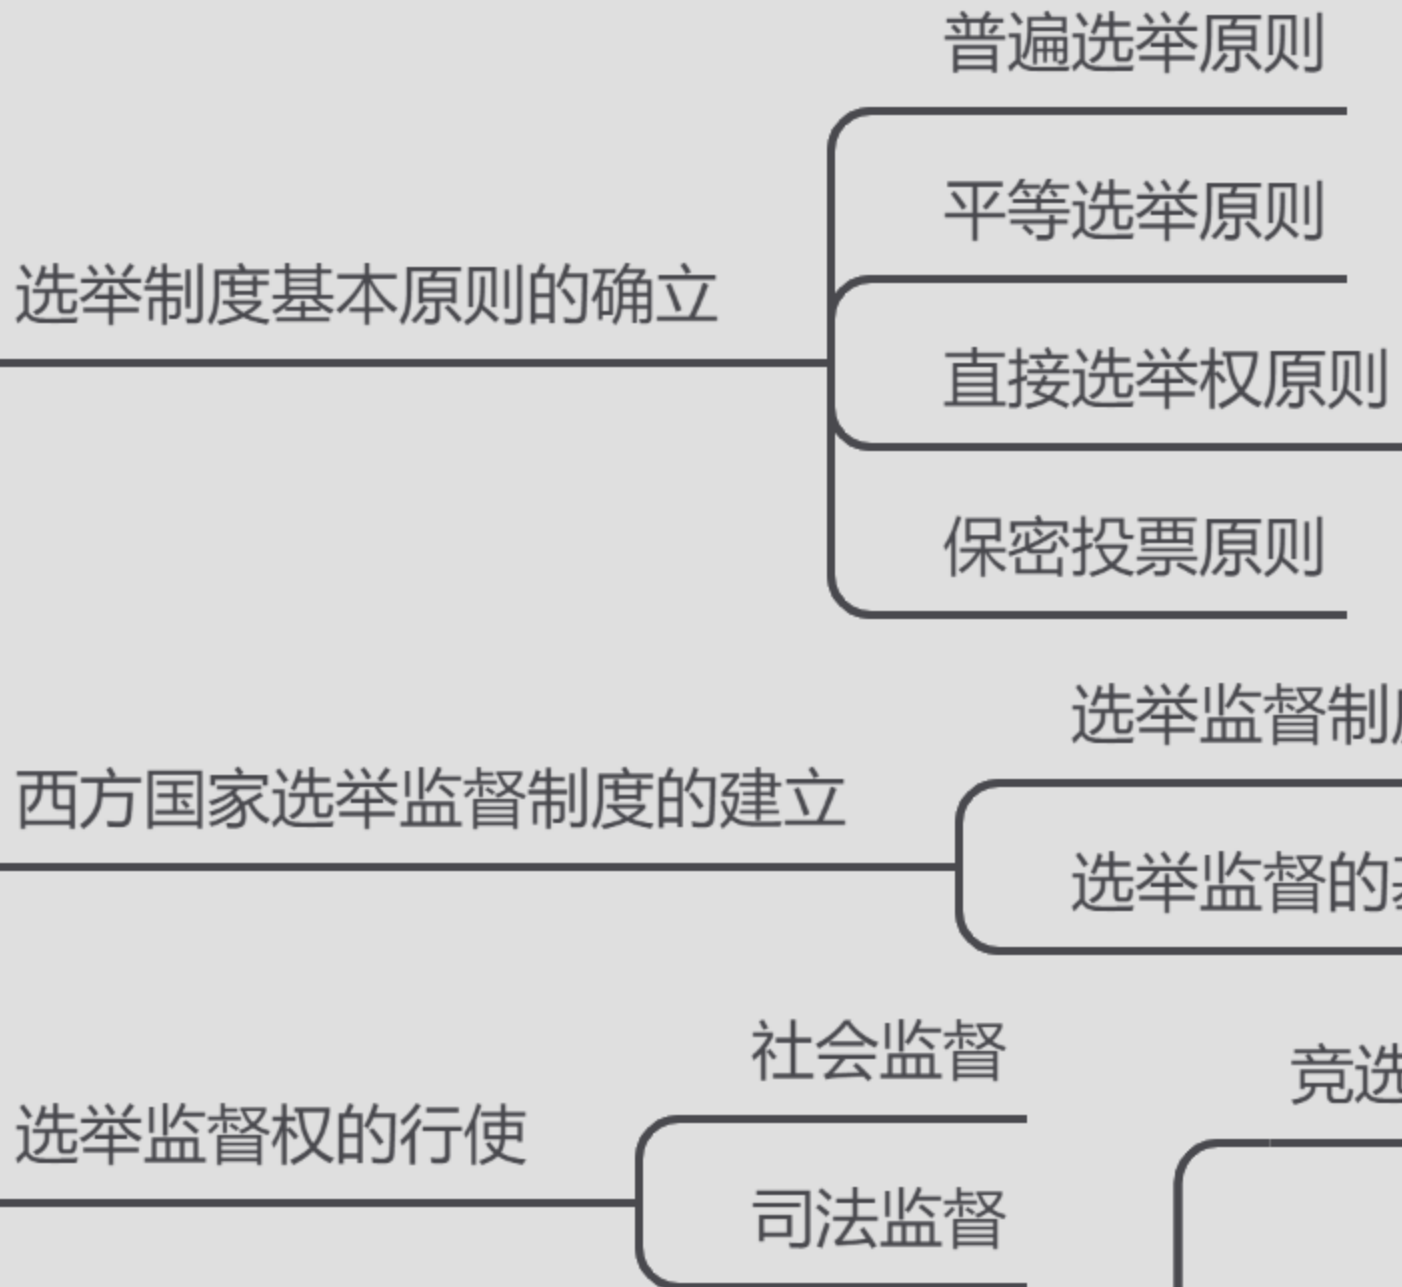 普遍选举原则
平等选举原则
选举制度基本原则的确立
直接选举权原则
保密投票原则
选举监督制
西方国家选举监督制度的建立
选举监督的
社会监督
竞选
选举监督权的行使
司法监督